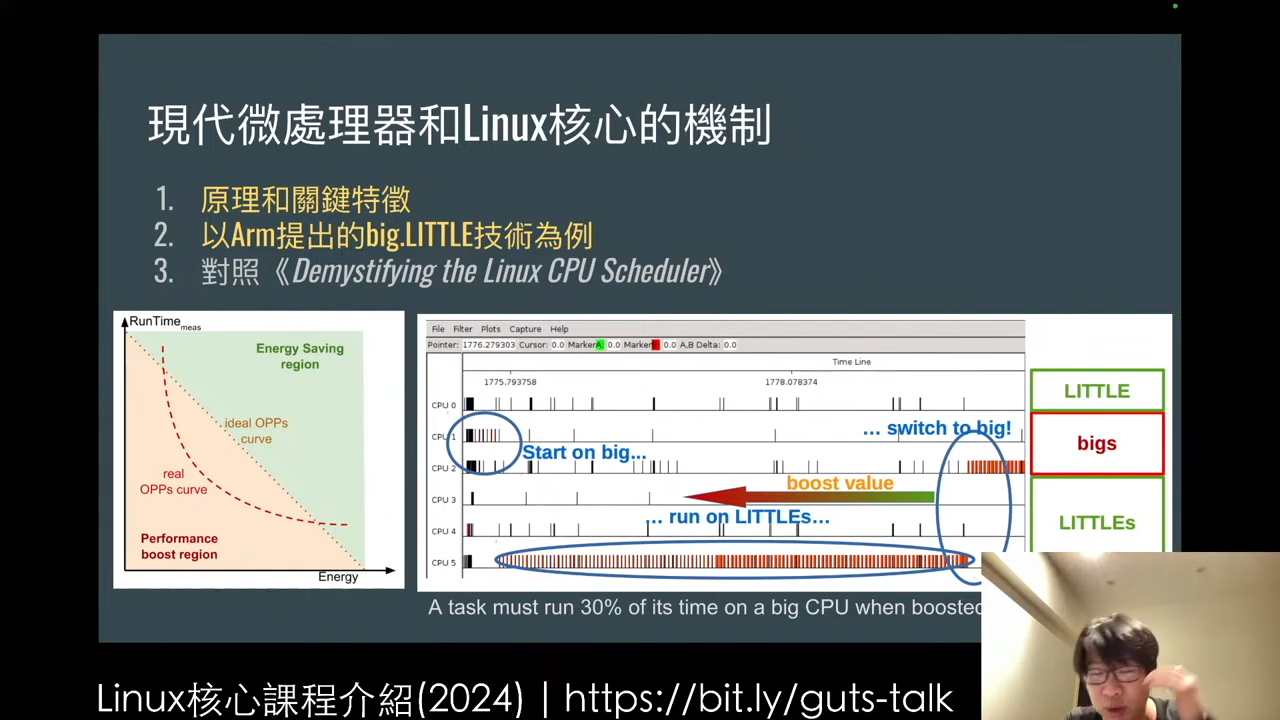 現代微處理器和Linux核心的機制
1. 原理和關鍵特徵
2. 以Arm提出的big.LITTLE技術為例
3. 對照《Demystifying the Linux CPU Scheduler》
RunTime meas
Energy Saving
region
ideal OPPs
curve
real
OPPs curve
Performance
boost region
Energy
File Filter Plots Capture Help
Pointer: 1776.279303 Cursor: 0.0 MarkerA: 0.0 MarkerB: 0.0 A,B Delta: 0.0
Time Line
1775.793758 1778.078374
CPU 0
CPU 1
CPU 2
CPU 3
CPU 4
CPU 5
Start on big...
... switch to big!
boost value
... run on LITTLEs...
LITTLE
bigs
LITTLEs
A task must run 30% of its time on a big CPU when boosted
Linux核心課程介紹(2024) | https://bit.ly/guts-talk